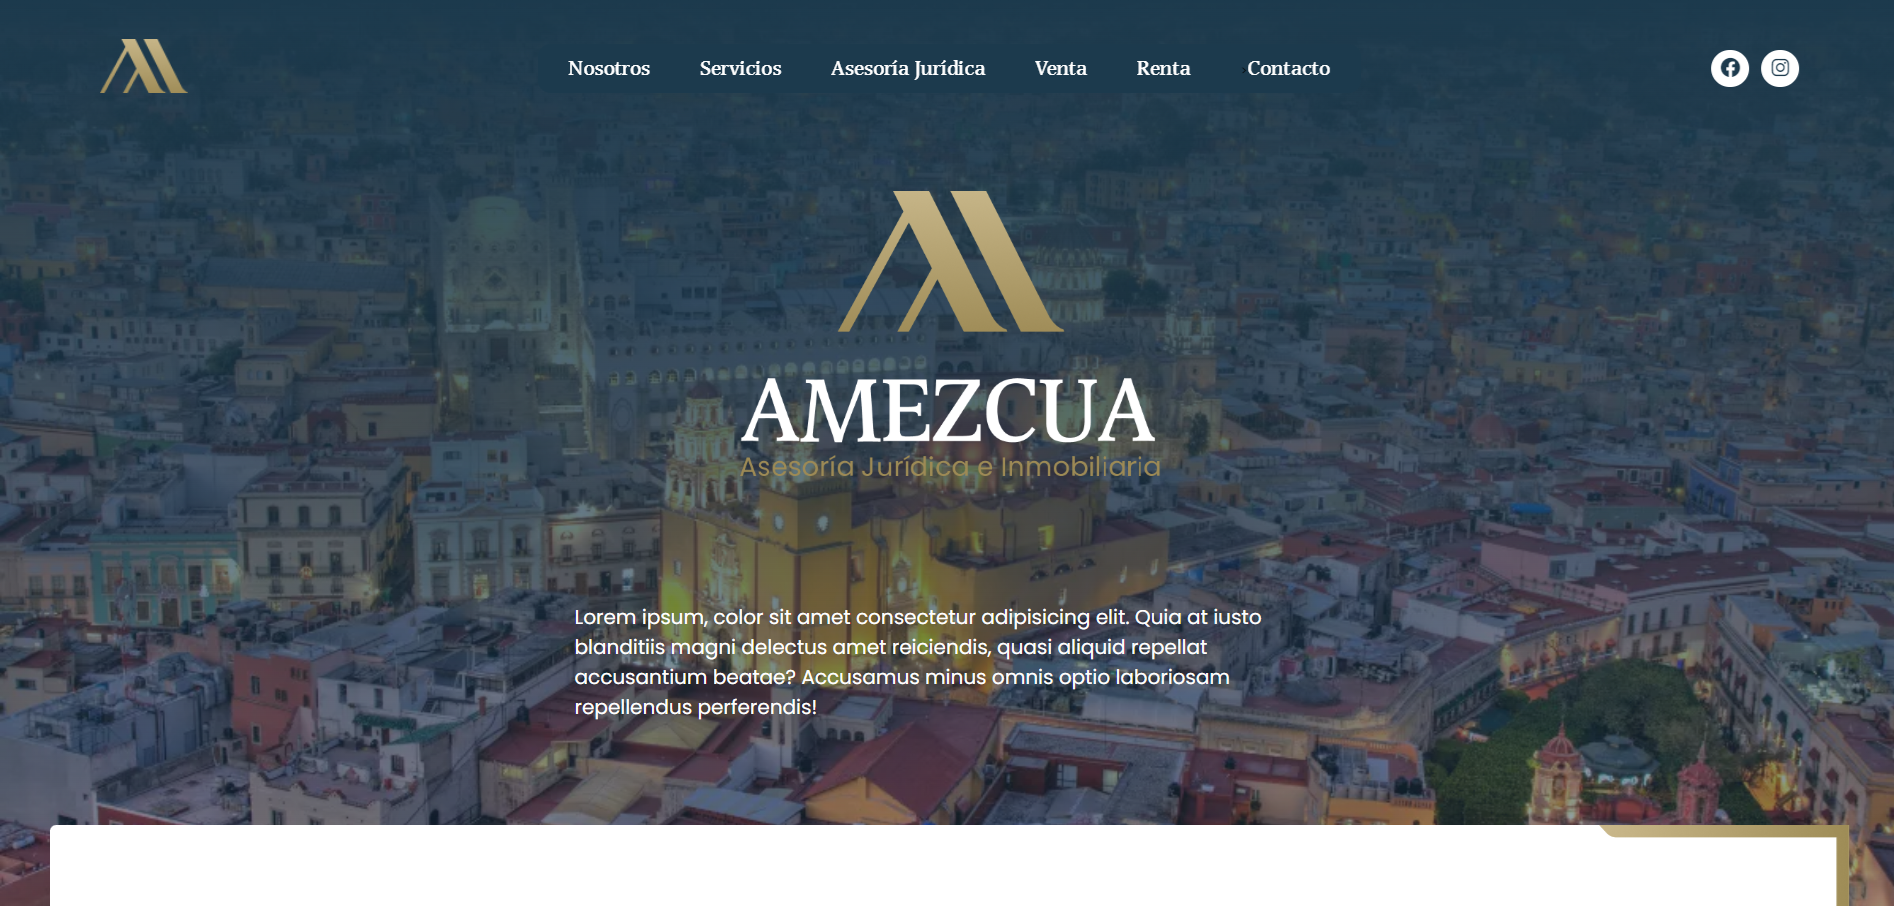 Nosotros Servicios Asesoría Jurídica Venta Renta Contacto
AMEZCUA
Asesoría Jurídica e Inmobiliaria
Lorem ipsum, color sit amet consectetur adipisicing elit. Quia at iusto
blanditiis magni delectus amet reiciendis, quasi aliquid repellat
accusantium beatae? Accusamus minus omnis optio laboriosam
repellendus perferendis!